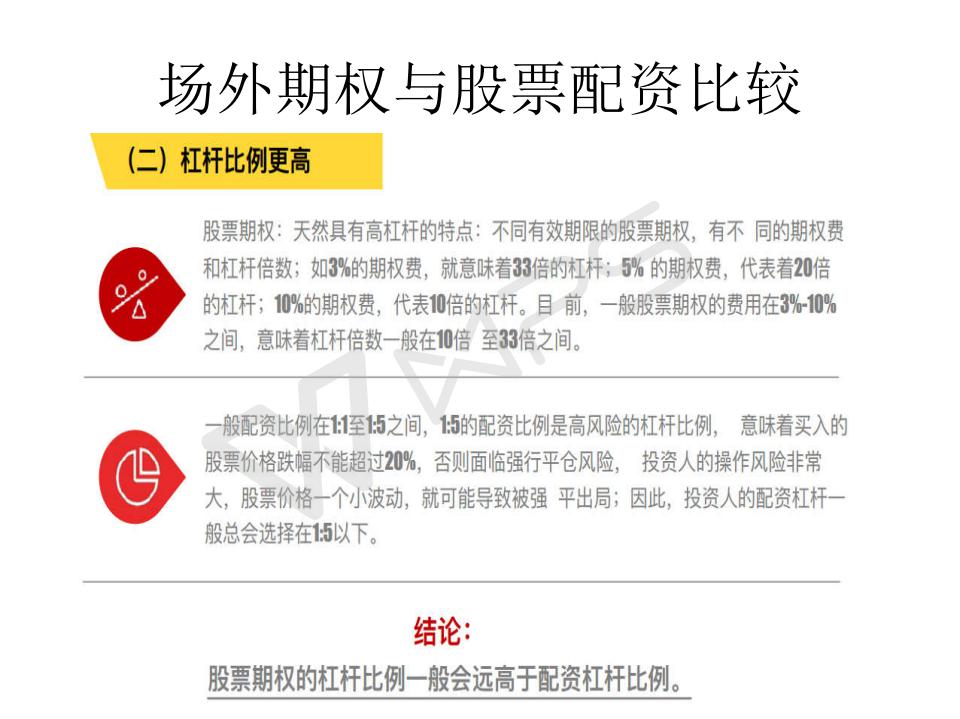 场外期权与股票配资比较
（二）杠杆比例更高
股票期权：天然具有高杠杆的特点：不同有效期限的股票期权，有不 同的期权费
和杠杆倍数；如3%的期权费，就意味着33倍的杠杆；5% 的期权费，代表着20倍
的杠杆；10%的期权费，代表10倍的杠杆。目 前，一般股票期权的费用在3%-10%
之间，意味着杠杆倍数一般在10倍 至33倍之间。
一般配资比例在1:1至1:5之间，1:5的配资比例是高风险的杠杆比例， 意味着买入的
股票价格跌幅不能超过20%，否则面临强行平仓风险， 投资人的操作风险非常
大，股票价格一个小波动，就可能导致被强 平出局；因此，投资人的配资杠杆一
般总会选择在1:5以下。
结论：
股票期权的杠杆比例一般会远高于配资杠杆比例。
WPS